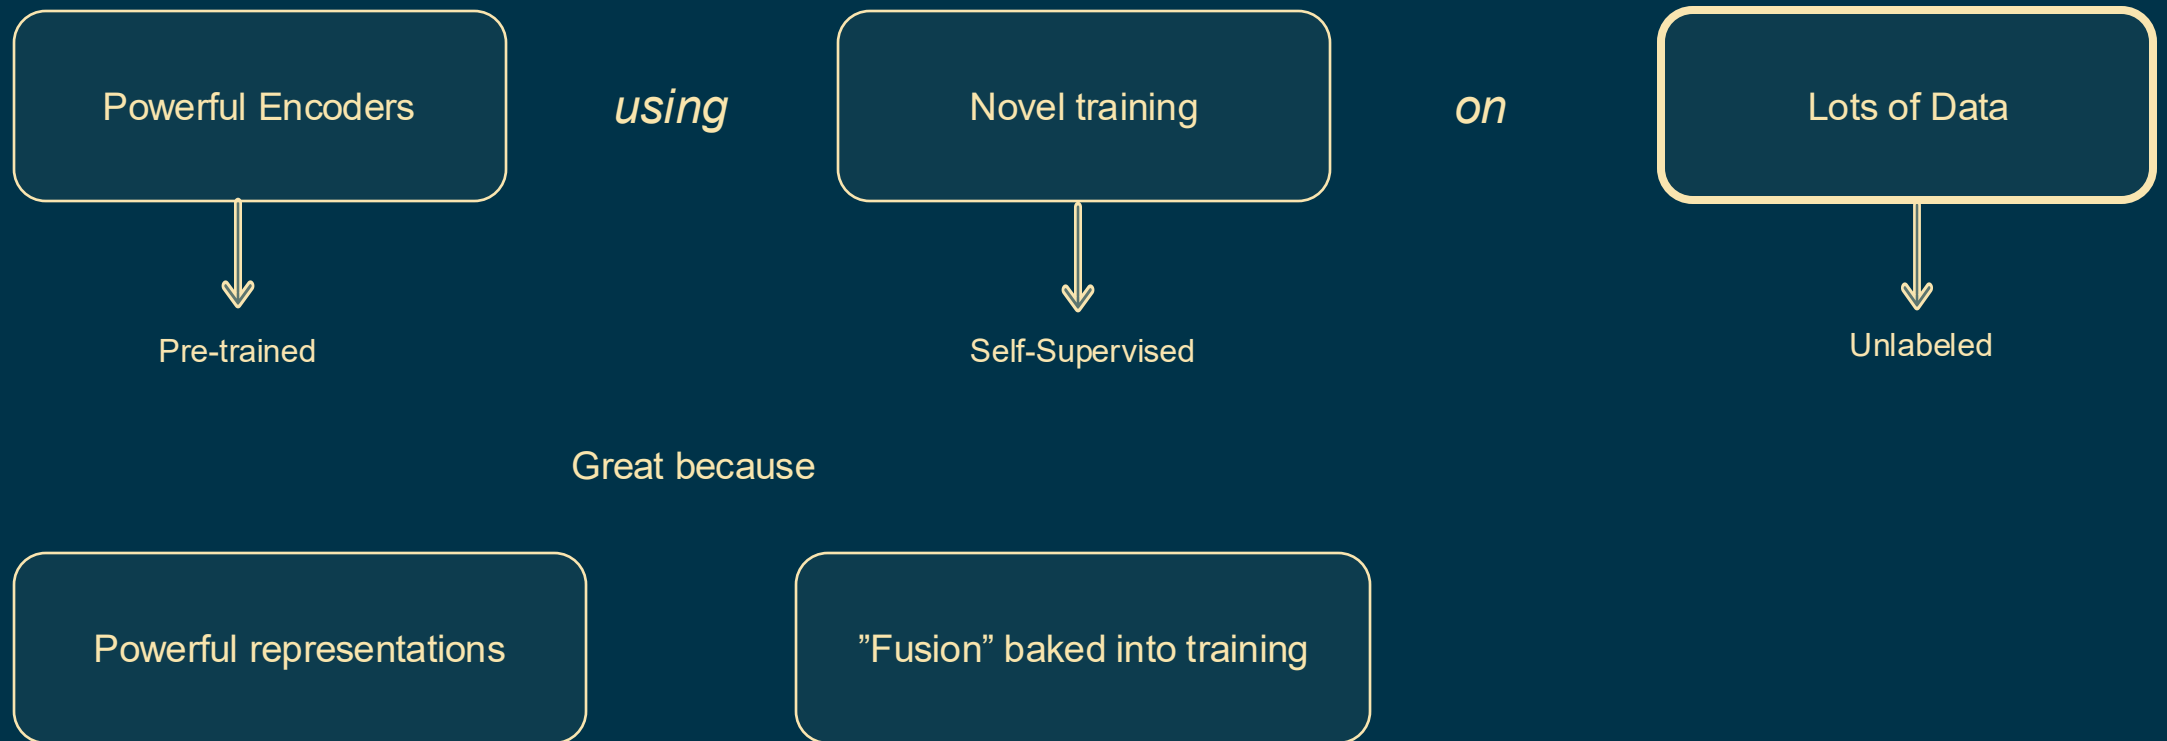 Powerful Encoders
using
Novel training
on
Lots of Data
Pre-trained
Self-Supervised
Unlabeled
Great because
Powerful representations
”Fusion” baked into training